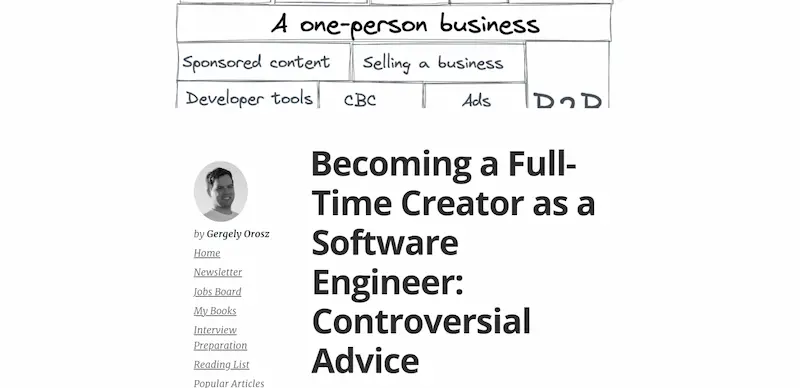 A one-person business
Sponsored content
Selling a business
Developer tools
CBC
Ads
B2B
Becoming a Full-
Time Creator as a
Software
Engineer:
Controversial
Advice
by Gergely Orosz
Home
Newsletter
Jobs Board
My Books
Interview
Preparation
Reading List
Popular Articles